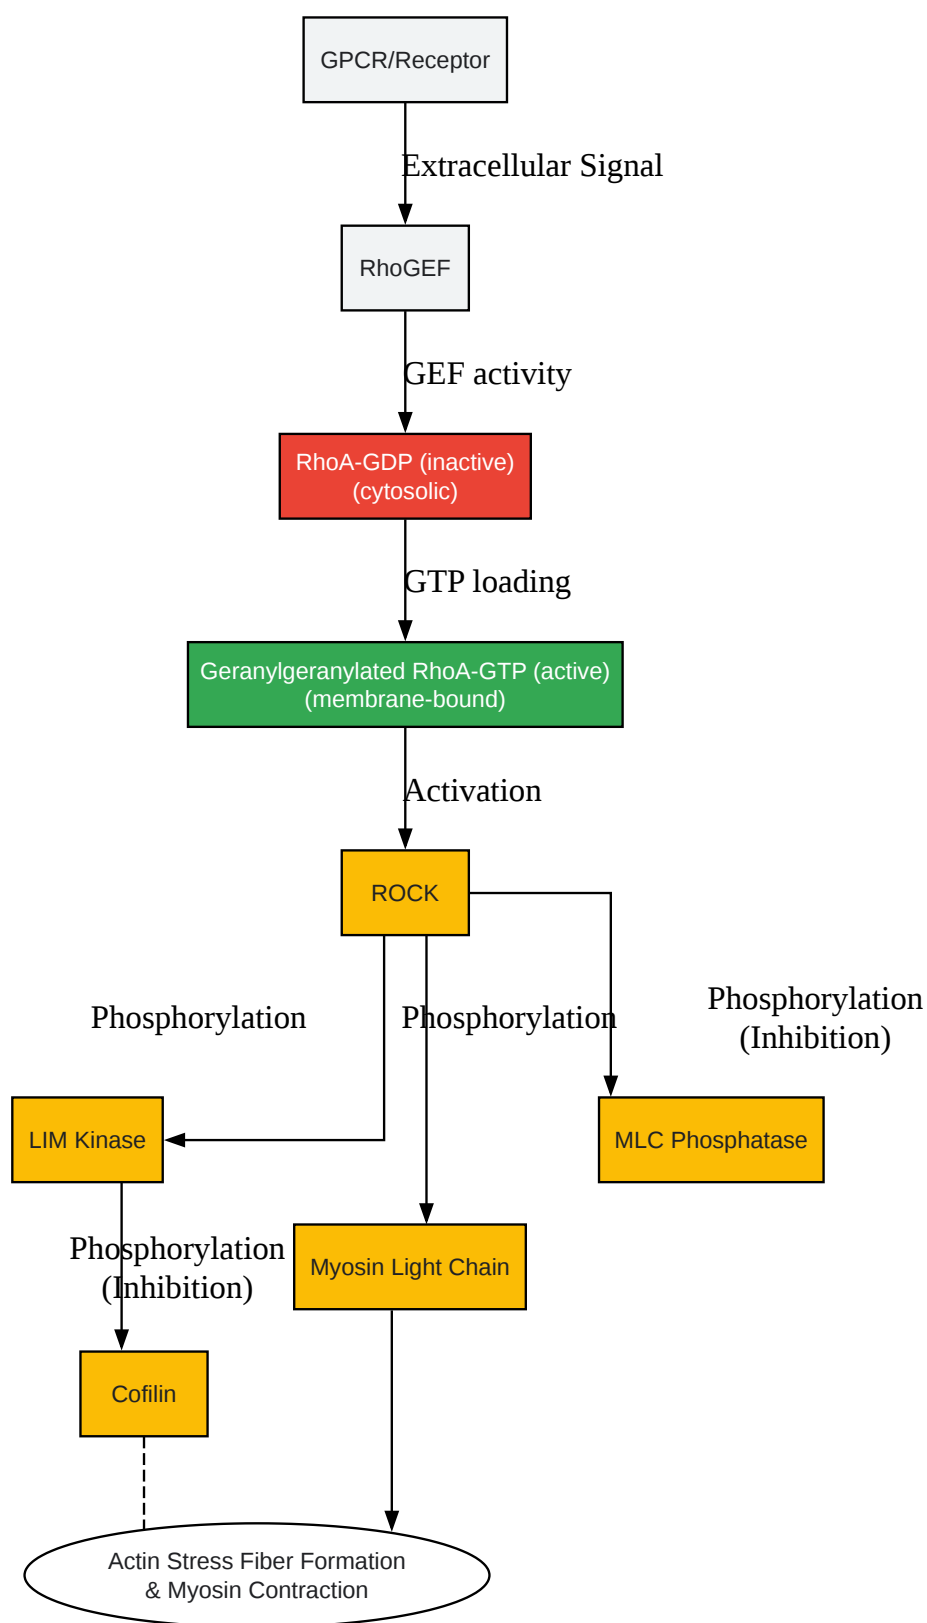 GPCR/Receptor
Extracellular Signal
RhoGEF
GEF activity
RhoA-GDP (inactive)
(cytosolic)
GTP loading
Geranylgeranylated RhoA-GTP (active)
(membrane-bound)
Activation
ROCK
Phosphorylation
Phosphorylation
Phosphorylation
(Inhibition)
LIM Kinase
MLC Phosphatase
Phosphorylation
(Inhibition)
Myosin Light Chain
Cofilin
Actin Stress Fiber Formation
& Myosin Contraction